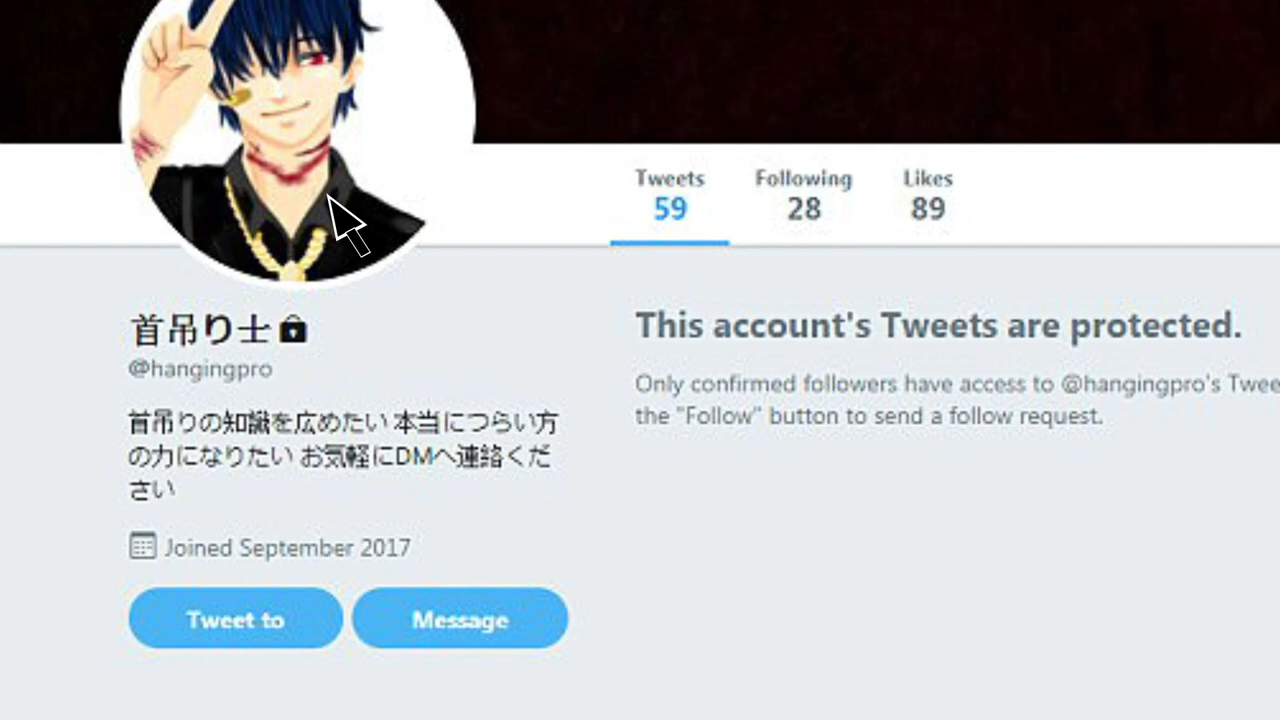 Tweets
59
Following
28
Likes
89
首吊り士
@hangingpro
首吊りの知識を広めたい 本当につらい方
の力になりたい お気軽にDMへ連絡くだ
さい
Joined September 2017
Tweet to
Message
This account's Tweets are protected.
Only confirmed followers have access to @hangingpro's
the "Follow" button to send a follow request.